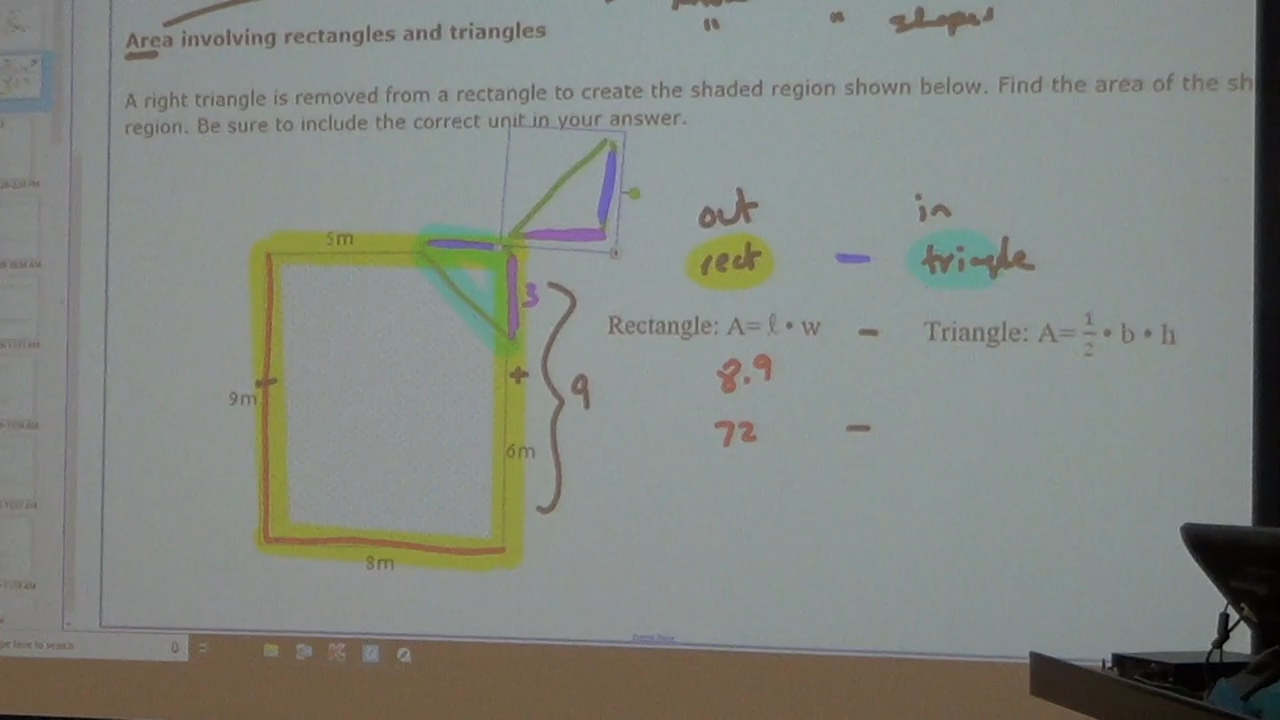 " " shapes
Area involving rectangles and triangles
A right triangle is removed from a rectangle to create the shaded region shown below. Find the area of the sh
region. Be sure to include the correct unit in your answer.
out in
5m
rect - triangle
3
Rectangle: A= ℓ • w - Triangle: A= 1/2 • b • h
8.9
+
9m
9
72 -
6m
8m